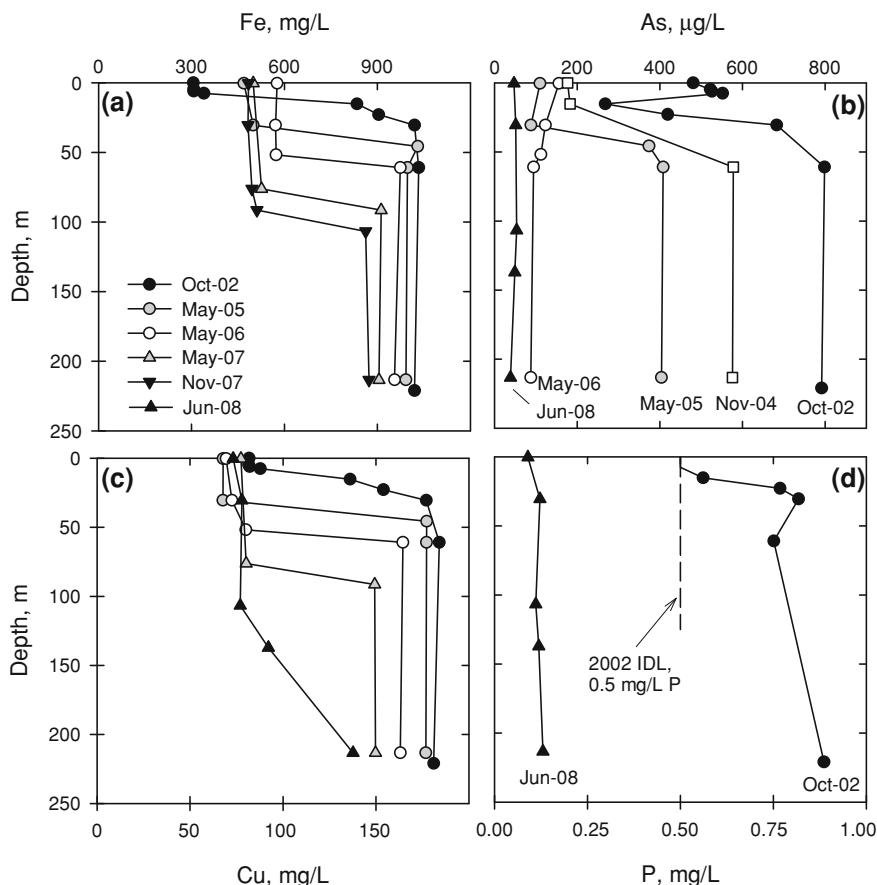 Fe, mg/L
As, µg/L
0 300 600 900
0 200 400 600 800
(a)
(b)
Depth, m
0
50
100
150
200
250
Oct-02
May-05
May-06
May-07
Nov-07
Jun-08
May-06
Jun-08
May-05
Nov-04
Oct-02
(c)
(d)
Depth, m
0
50
100
150
200
250
2002 IDL,
0.5 mg/L P
Jun-08
Oct-02
0 50 100 150
0.00 0.25 0.50 0.75 1.00
Cu, mg/L
P, mg/L